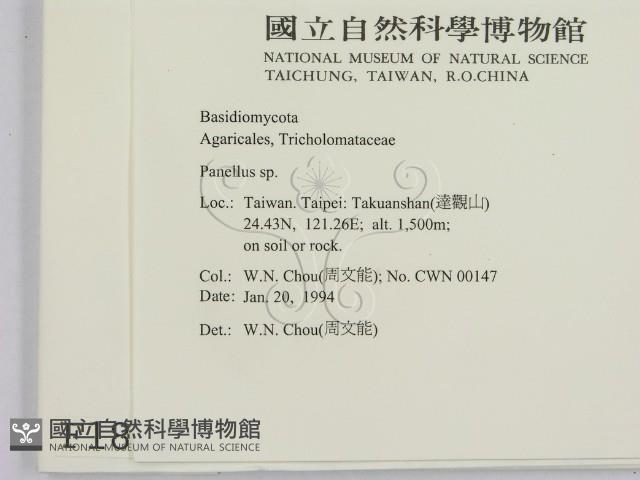 國立自然科學博物館
NATIONAL MUSEUM OF NATURAL SCIENCE
TAICHUNG, TAIWAN, R.O.CHINA
Basidiomycota
Agaricales, Tricholomataceae
Panellus sp.
Loc.: Taiwan. Taipei: Takuanshan(達觀山)
24.43N, 121.26E; alt. 1,500m;
on soil or rock.
Col.: W.N. Chou(周文能); No. CWN 00147
Date: Jan. 20, 1994
Det.: W.N. Chou(周文能)
國立自然科學博物館
NATIONAL MUSEUM OF NATURAL SCIENCE